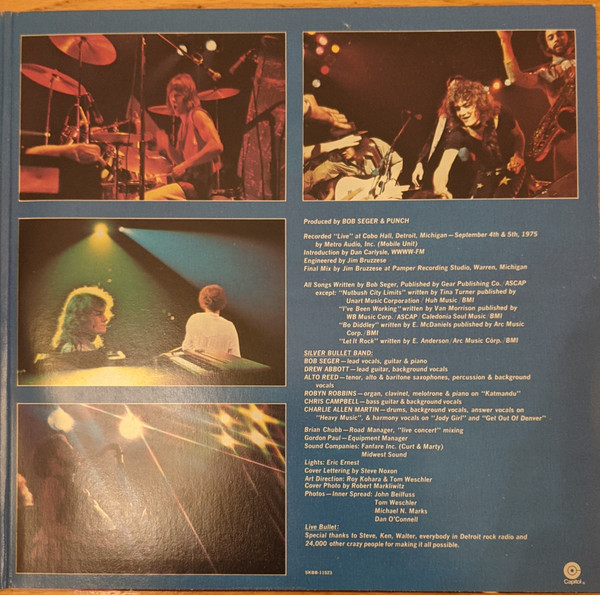 Produced by BOB SEGER & PUNCH
Recorded "Live" at Cobo Hall, Detroit, Michigan—September 4th & 5th, 1975
by Metro Audio, Inc. (Mobile Unit)
Introduction by Dan Carlysle, WWWW-FM
Engineered by Jim Bruzzese
Final Mix by Jim Bruzzese at Pamper Recording Studio, Warren, Michigan
All Songs Written by Bob Seger, Published by Gear Publishing Co./ASCAP
except: "Nutbush City Limits" written by Tina Turner published by
Unart Music Corporation / Huh Music / BMI
"I've Been Working" written by Van Morrison published by
WB Music Corp./ASCAP / Caledonia Soul Music / BMI
"Bo Diddley" written by E. McDaniels published by Arc Music
Corp./BMI
"Let It Rock" written by E. Anderson/Arc Music Corp./BMI
SILVER BULLET BAND:
BOB SEGER—lead vocals, guitar & piano
DREW ABBOTT—lead guitar, background vocals
ALTO REED—tenor, alto & baritone saxophones, percussion & background
vocals
ROBYN ROBBINS—organ, clavinet, melotrone & piano on "Katmandu"
CHRIS CAMPBELL—bass guitar & background vocals
CHARLIE ALLEN MARTIN—drums, background vocals, answer vocals on
"Heavy Music", & harmony vocals on "Jody Girl" and "Get Out Of Denver"
Brian Chubb—Road Manager, "live concert" mixing
Gordon Paul—Equipment Manager
Sound Companies: Fanfare Inc. (Curt & Marty)
Midwest Sound
Lights: Eric Ernest
Cover Lettering by Steve Noxon
Art Direction: Roy Kohara & Tom Weschler
Cover Photo by Robert Markliwitz
Photos—Inner Spread: John Beilfuss
Tom Weschler
Michael N. Marks
Dan O'Connell
Live Bullet:
Special thanks to Steve, Ken, Walter, everybody in Detroit rock radio and
24,000 other crazy people for making it all possible.
SKBB-11523
Capitol